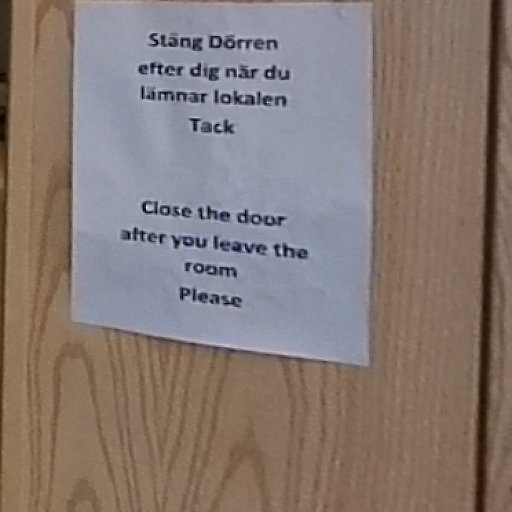 Stäng Dörren
efter dig när du
lämnar lokalen
Tack
Close the door
after you leave the
room
Please